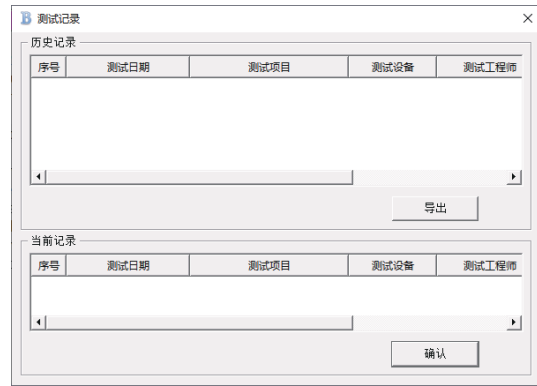 B 测试记录
历史记录
序号 测试日期 测试项目 测试设备 测试工程师
导出
当前记录
序号 测试日期 测试项目 测试设备 测试工程师
确认